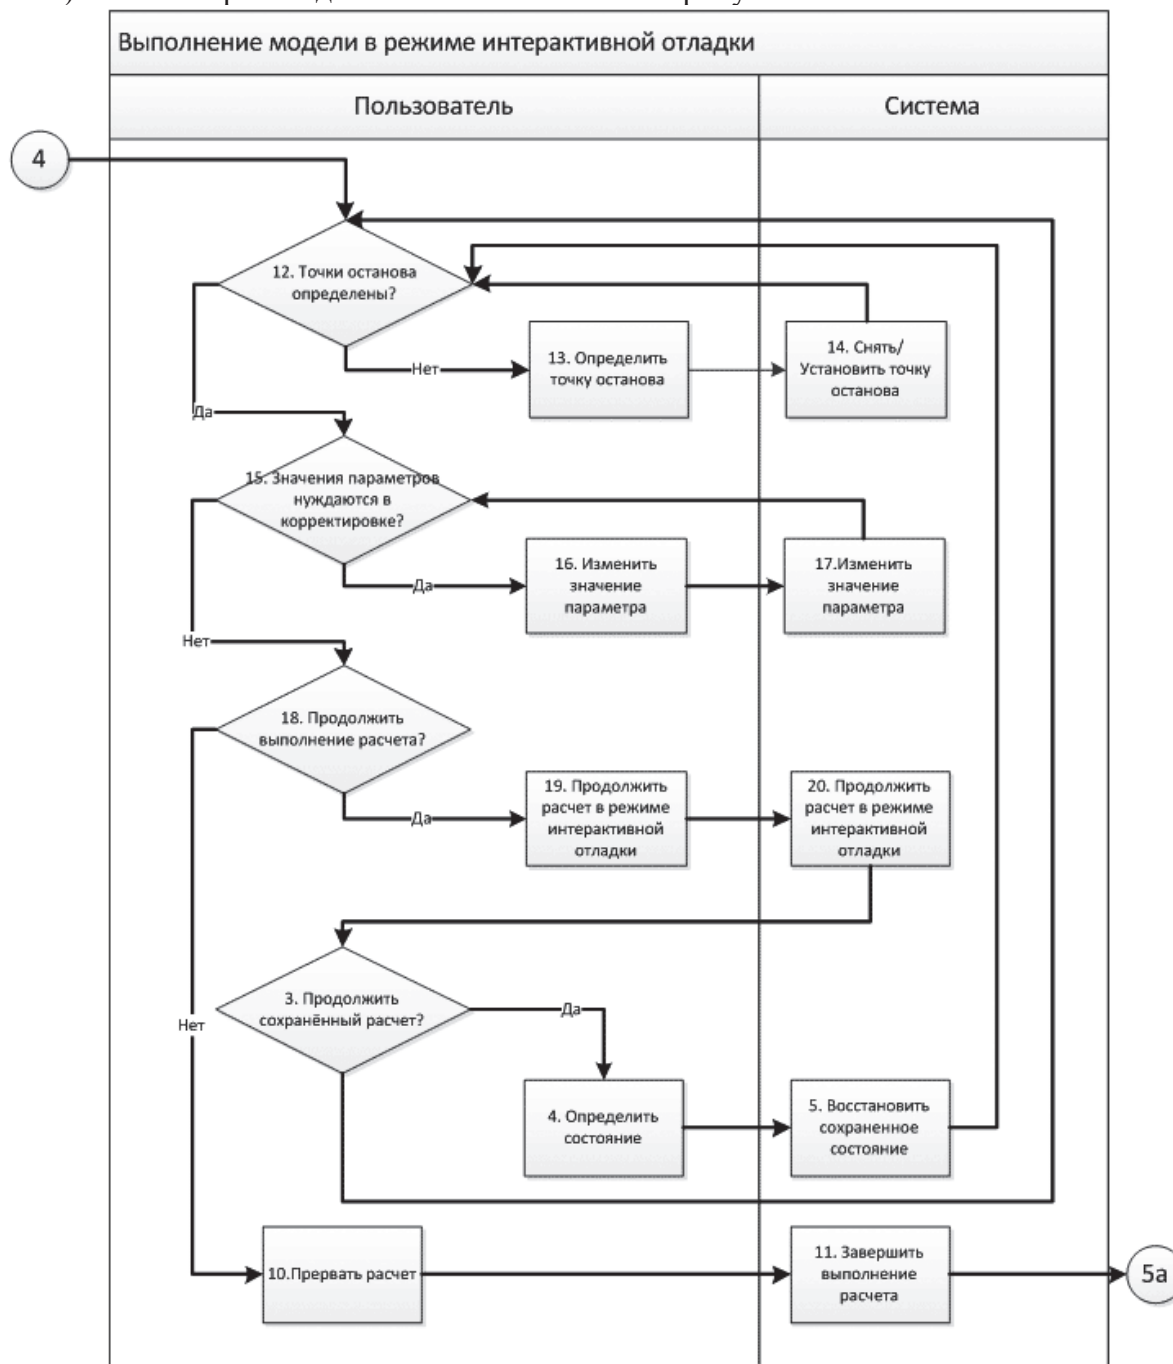 Выполнение модели в режиме интерактивной отладки
Пользователь
Система
4
12. Точки останова
определены?
Нет
13. Определить
точку останова
14. Снять/
Установить точку
останова
Да
15. Значения параметров
нуждаются в
корректировке?
Да
16. Изменить
значение
параметра
17.Изменить
значение
параметра
Нет
18. Продолжить
выполнение расчета?
Да
19. Продолжить
расчет в режиме
интерактивной
отладки
20. Продолжить
расчет в режиме
интерактивной
отладки
3. Продолжить
сохранённый расчет?
Да
Нет
4. Определить
состояние
5. Восстановить
сохраненное
состояние
10.Прервать расчет
11. Завершить
выполнение
расчета
5а